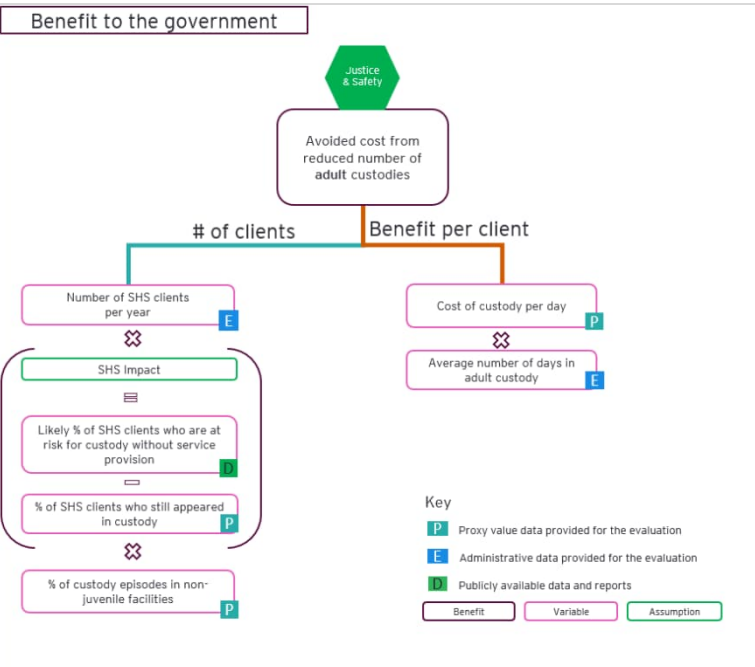 Benefit to the government
Justice
& Safety
Avoided cost from
reduced number of
adult custodies
# of clients
Benefit per client
Number of SHS clients
per year
E
SHS Impact
Likely % of SHS clients who are at
risk for custody without service
provision
D
% of SHS clients who still appeared
in custody
P
% of custody episodes in non-
juvenile facilities
P
Cost of custody per day
P
Average number of days in
adult custody
E
Key
P Proxy value data provided for the evaluation
E Administrative data provided for the evaluation
D Publicly available data and reports
Benefit Variable Assumption